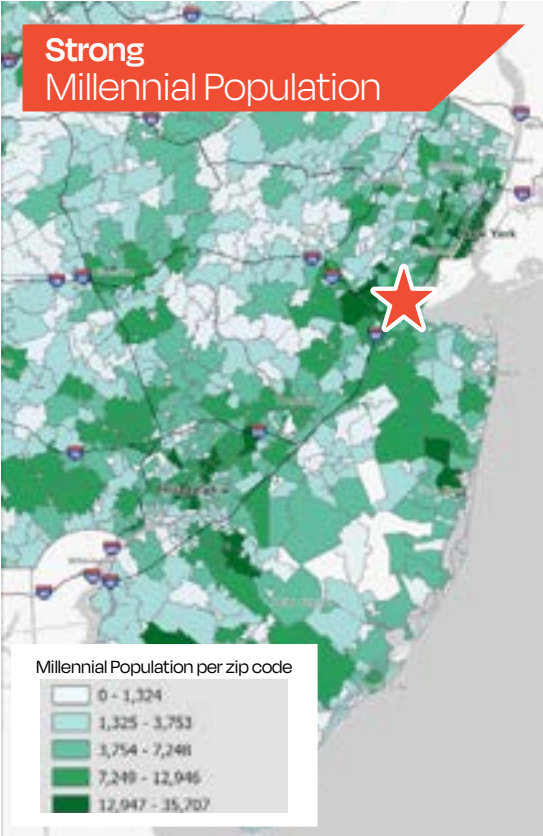 Strong
Millennial Population
York
Millennial Population per zip code
0 - 1,324
1,325 - 3,753
3,754 - 7,248
7,249 - 12,946
12,947 - 35,707